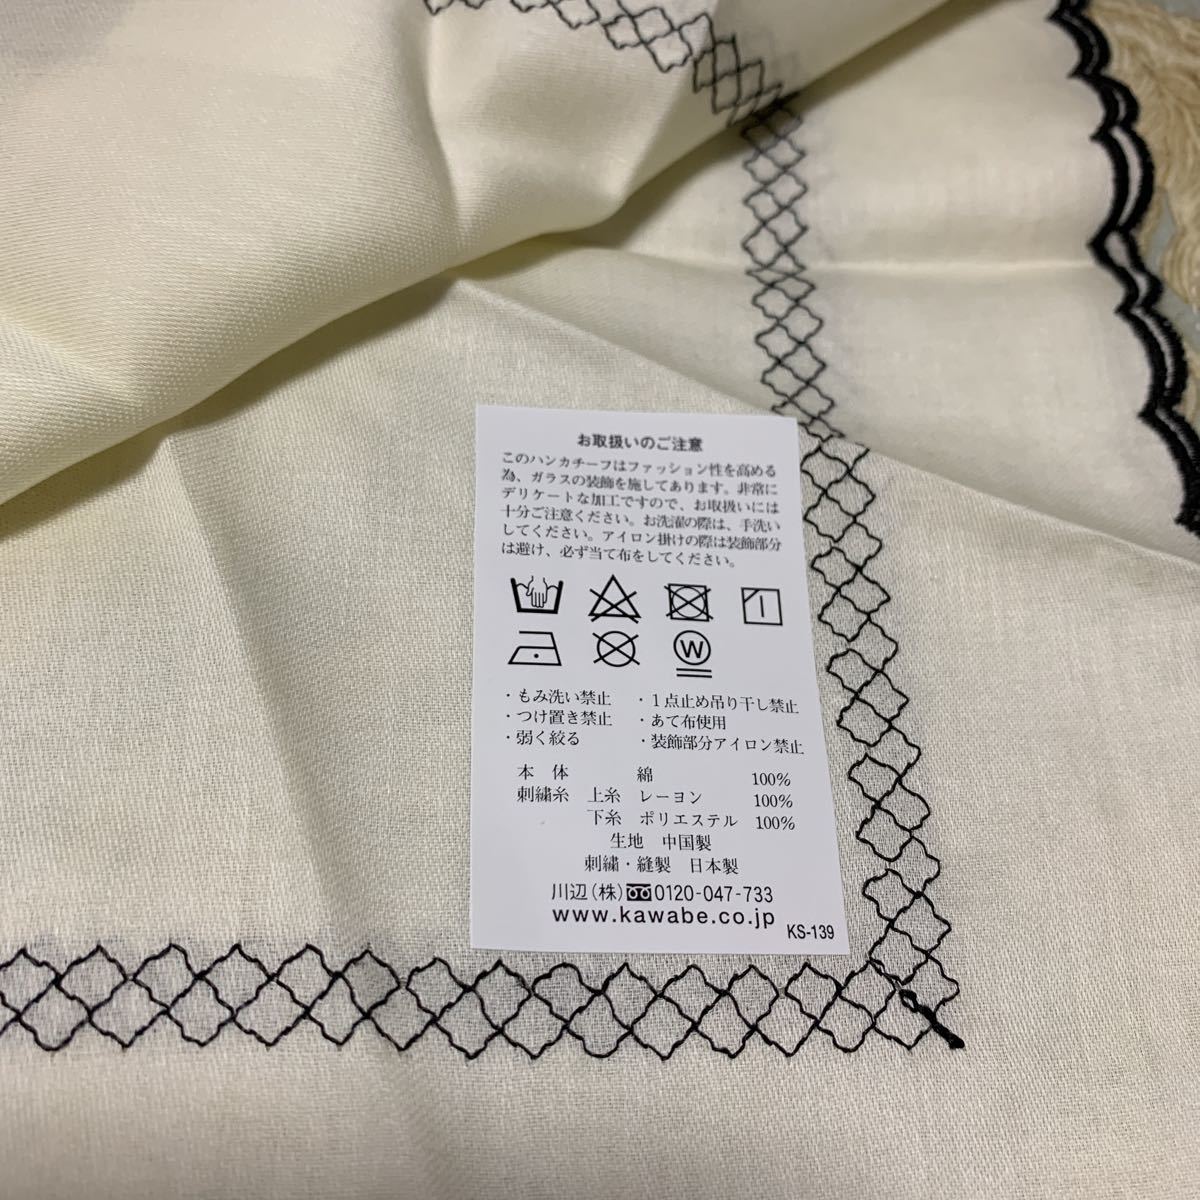 お取扱いのご注意
このハンカチーフはファッション性を高める
為、ガラスの装飾を施してあります。非常に
デリケートな加工ですので、お取扱いには
十分ご注意ください。お洗濯の際は、手洗い
してください。アイロン掛けの際は装飾部分
は避け、必ず当て布をしてください。
W
・もみ洗い禁止 ・1点止め吊り干し禁止
・つけ置き禁止 ・あて布使用
・弱く絞る ・装飾部分アイロン禁止
本 体 綿 100%
刺繍糸 上糸 レーヨン 100%
下糸 ポリエステル 100%
生地 中国製
刺繍・縫製 日本製
川辺(株) 0120-047-733
www.kawabe.co.jp
KS-139